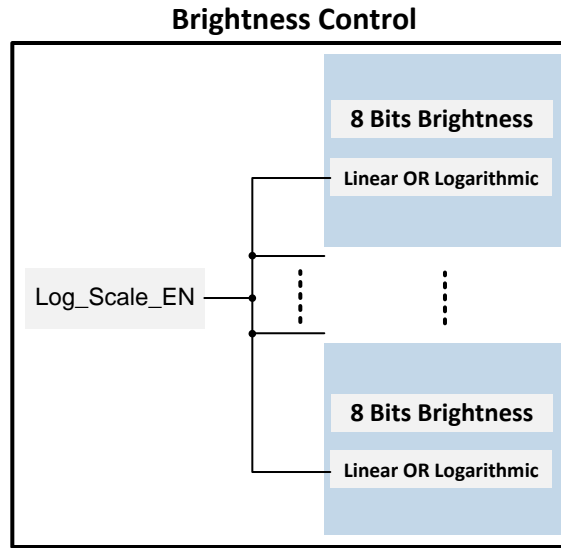 Brightness Control
8 Bits Brightness
Linear OR Logarithmic
Log_Scale_EN
8 Bits Brightness
Linear OR Logarithmic